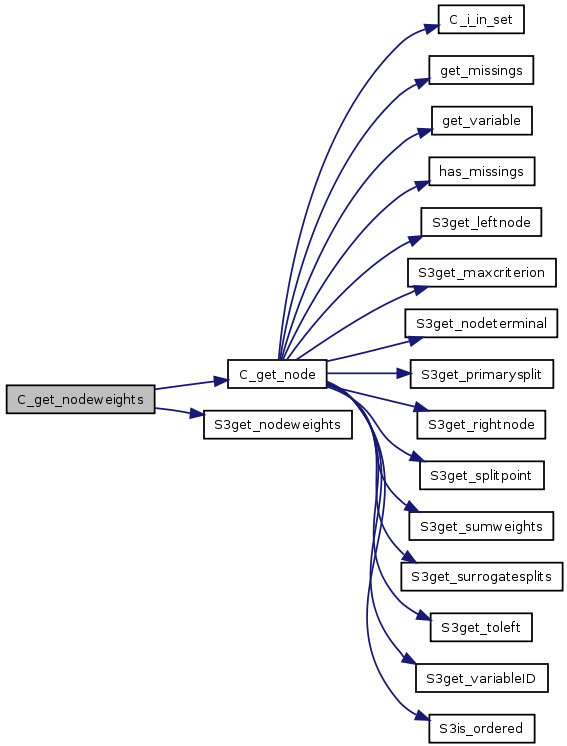 C_i_in_set
get_missings
get_variable
has_missings
S3get_leftnode
S3get_maxcriterion
S3get_nodeterminal
C_get_node
S3get_primarysplit
C_get_nodeweights
S3get_nodeweights
S3get_rightnode
S3get_splitpoint
S3get_sumweights
S3get_surrogatesplits
S3get_toleft
S3get_variableID
S3is_ordered